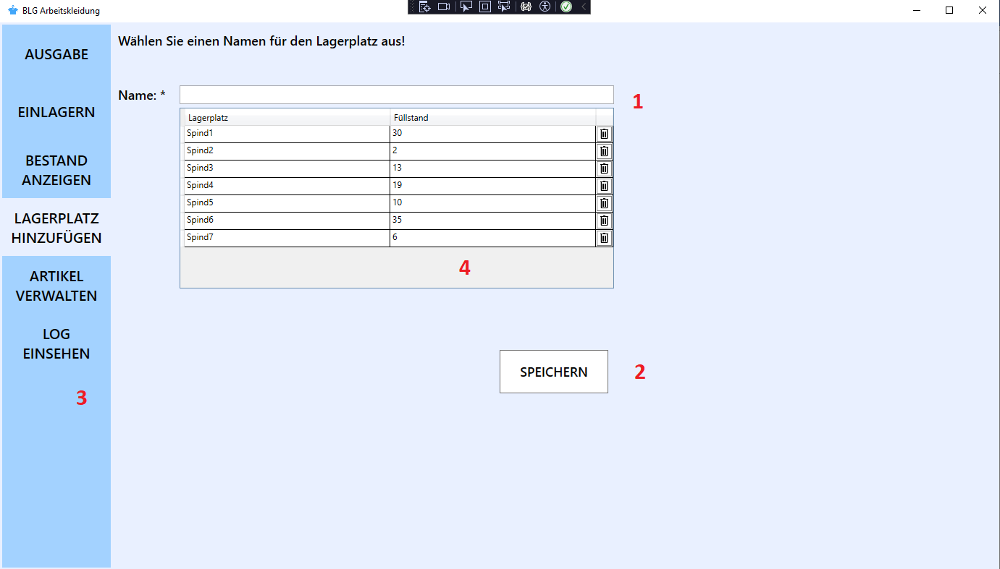 BLG Arbeitskleidung
AUSGABE
EINLAGERN
BESTAND
ANZEIGEN
LAGERPLATZ
HINZUFÜGEN
ARTIKEL
VERWALTEN
LOG
EINSEHEN
3
Wählen Sie einen Namen für den Lagerplatz aus!
Name: *
1
Lagerplatz Füllstand
Spind1 30
Spind2 2
Spind3 13
Spind4 19
Spind5 10
Spind6 35
Spind7 6
4
SPEICHERN
2